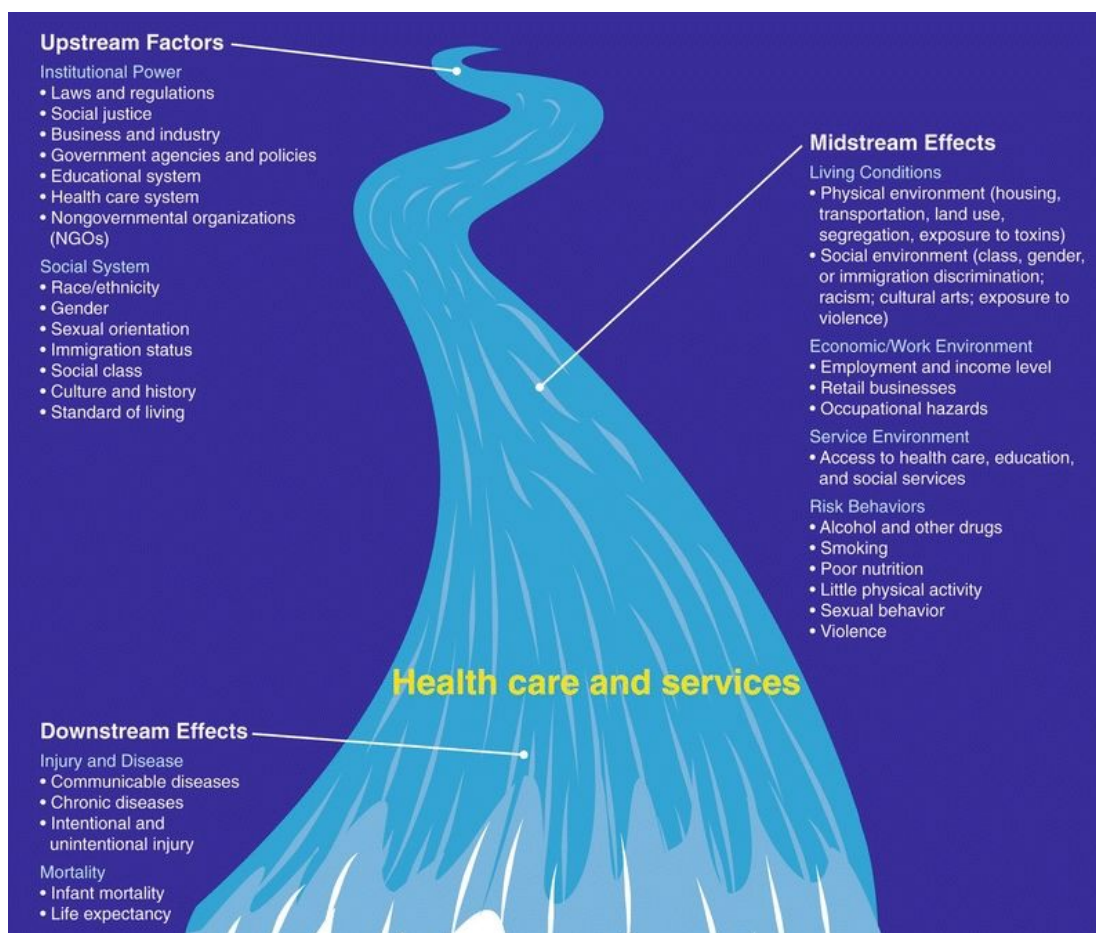 Upstream Factors
Institutional Power
• Laws and regulations
• Social justice
• Business and industry
• Government agencies and policies
• Educational system
• Health care system
• Nongovernmental organizations
(NGOs)
Social System
• Race/ethnicity
• Gender
• Sexual orientation
• Immigration status
• Social class
• Culture and history
• Standard of living
Midstream Effects
Living Conditions
• Physical environment (housing,
transportation, land use,
segregation, exposure to toxins)
• Social environment (class, gender,
or immigration discrimination;
racism; cultural arts; exposure to
violence)
Economic/Work Environment
• Employment and income level
• Retail businesses
• Occupational hazards
Service Environment
• Access to health care, education,
and social services
Risk Behaviors
• Alcohol and other drugs
• Smoking
• Poor nutrition
• Little physical activity
• Sexual behavior
• Violence
Health care and services
Downstream Effects
Injury and Disease
• Communicable diseases
• Chronic diseases
• Intentional and
unintentional injury
Mortality
• Infant mortality
• Life expectancy